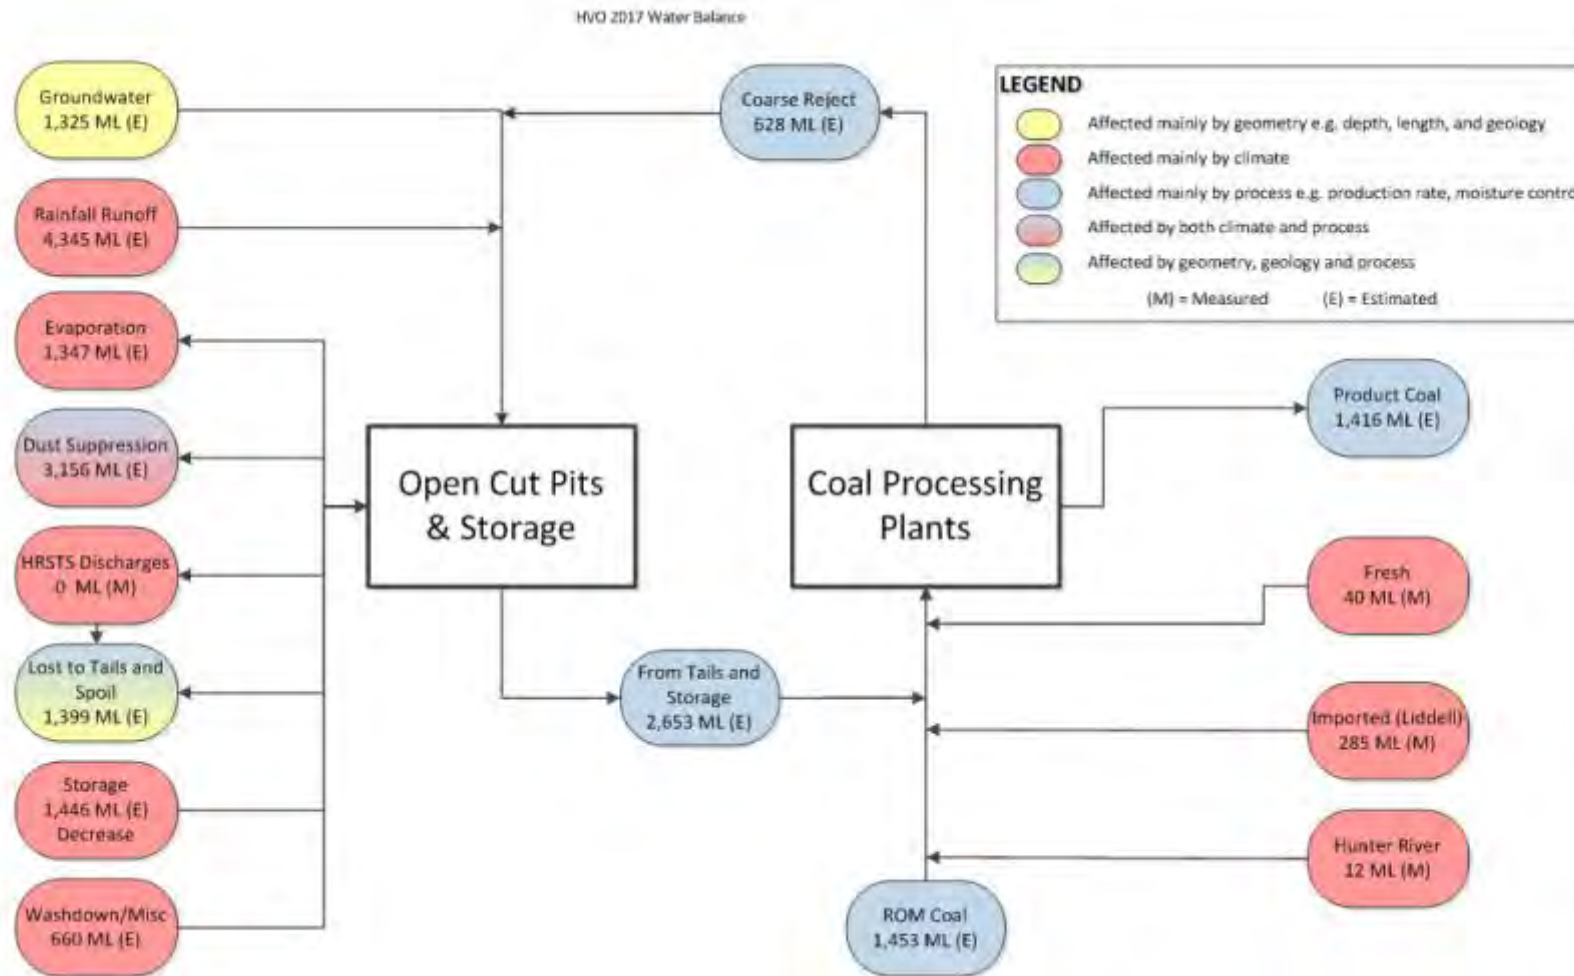 HVO 2017 Water Balance
Groundwater
1,325 ML (E)
Coarse Reject
628 ML (E)
LEGEND
Affected mainly by geometry e.g. depth, length, and geology
Affected mainly by climate
Affected mainly by process e.g. production rate, moisture contro
Affected by both climate and process
Affected by geometry, geology and process
(M) = Measured (E) = Estimated
Rainfall Runoff
4,345 ML (E)
Evaporation
1,347 ML (E)
Dust Suppression
3,156 ML (E)
HRSTS Discharges
0 ML (M)
Lost to Tails and
Spoil
1,399 ML (E)
Storage
1,446 ML (E)
Decrease
Washdown/Misc
660 ML (E)
Open Cut Pits
& Storage
Coal Processing
Plants
From Tails and
Storage
2,653 ML (E)
Product Coal
1,416 ML (E)
Fresh
40 ML (M)
Imported (Liddell)
285 ML (M)
Hunter River
12 ML (M)
ROM Coal
1,453 ML (E)